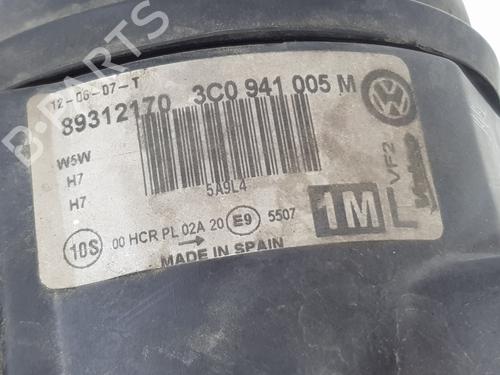 B-PARTS
12-06-07-T
89312170 3C0 941 005 M
W5W
H7
H7
5A9L4
VF2
Valeo
10S 00 HCR PL 02A 20 E9 5507
1M L
MADE IN SPAIN